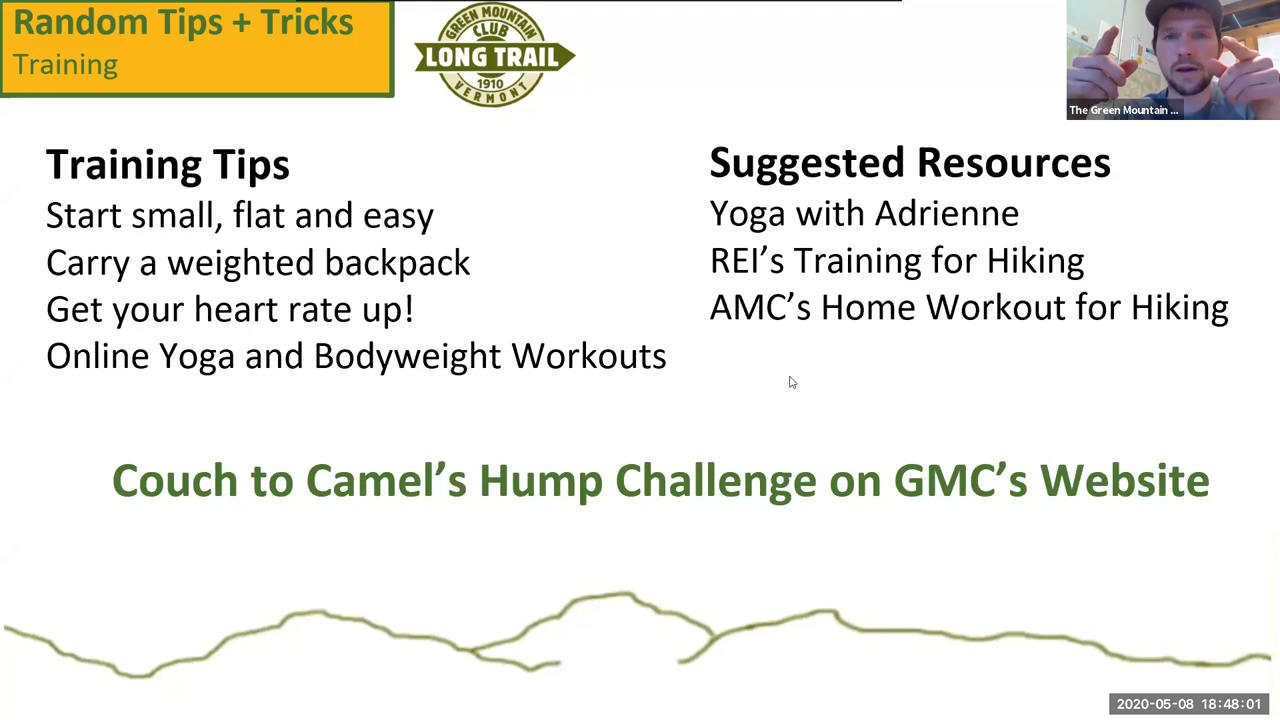 Random Tips + Tricks
Training
GREEN MOUNTAIN
CLUB
LONG TRAIL
1910
VERMONT
The Green Mountain ...
Training Tips
Start small, flat and easy
Carry a weighted backpack
Get your heart rate up!
Online Yoga and Bodyweight Workouts
Suggested Resources
Yoga with Adrienne
REI’s Training for Hiking
AMC’s Home Workout for Hiking
Couch to Camel’s Hump Challenge on GMC’s Website
2020-05-08 18:48:01